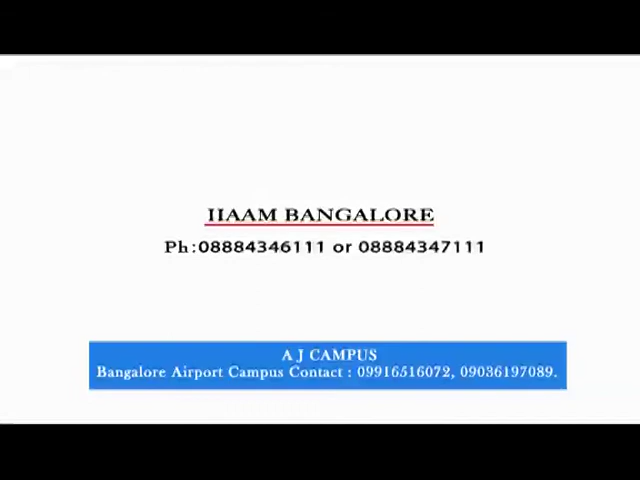 IIAAM BANGALORE
Ph:08884346111 or 08884347111
A J CAMPUS
Bangalore Airport Campus Contact : 09916516072, 09036197089.